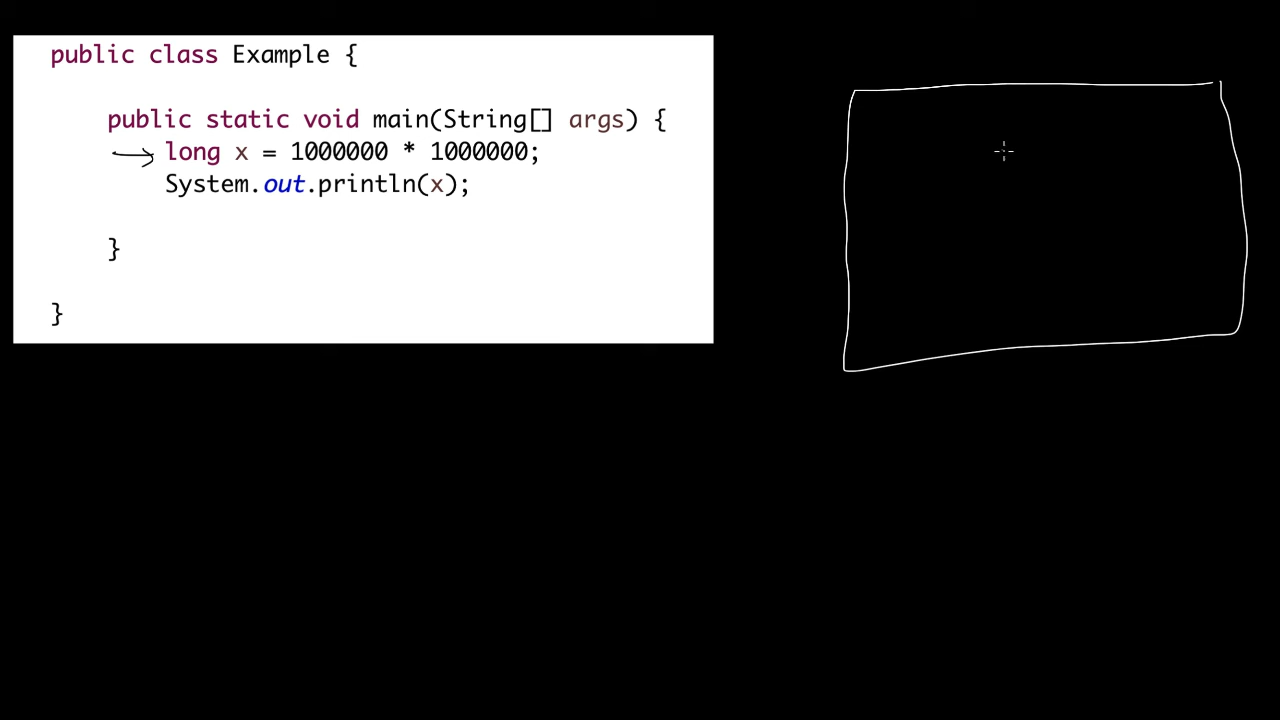 public class Example {
public static void main(String[] args) {
long x = 1000000 * 1000000;
System.out.println(x);
}
}